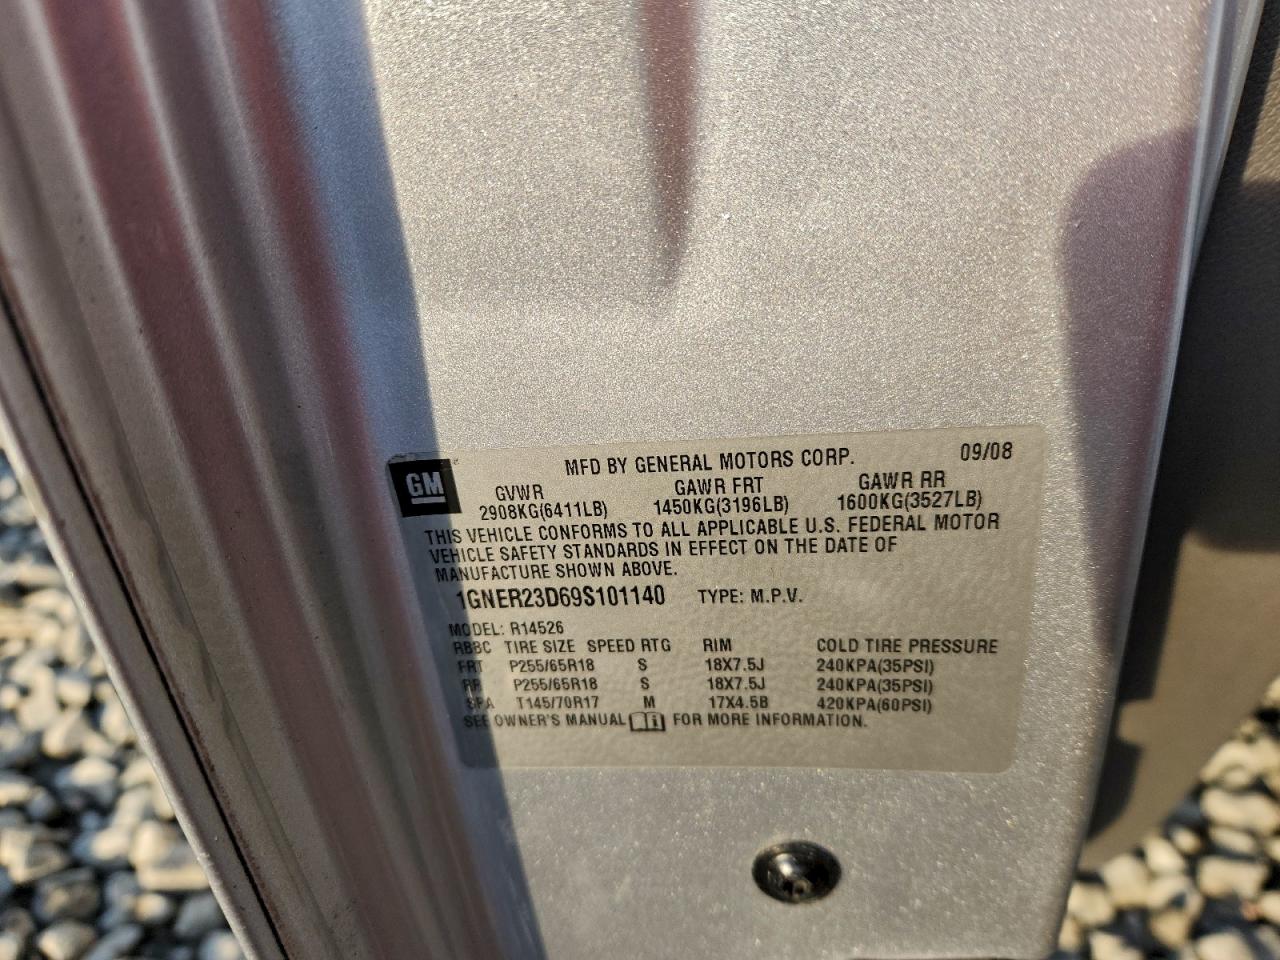 GM
MFD BY GENERAL MOTORS CORP. 09/08
GVWR GAWR FRT GAWR RR
2908KG(6411LB) 1450KG(3196LB) 1600KG(3527LB)
THIS VEHICLE CONFORMS TO ALL APPLICABLE U.S. FEDERAL MOTOR
VEHICLE SAFETY STANDARDS IN EFFECT ON THE DATE OF
MANUFACTURE SHOWN ABOVE.
1GNER23D69S101140 TYPE: M.P.V.
MODEL: R14526
RBBC TIRE SIZE SPEED RTG RIM COLD TIRE PRESSURE
FRT P255/65R18 S 18X7.5J 240KPA(35PSI)
RR P255/65R18 S 18X7.5J 240KPA(35PSI)
SPA T145/70R17 M 17X4.5B 420KPA(60PSI)
SEE OWNER'S MANUAL FOR MORE INFORMATION.